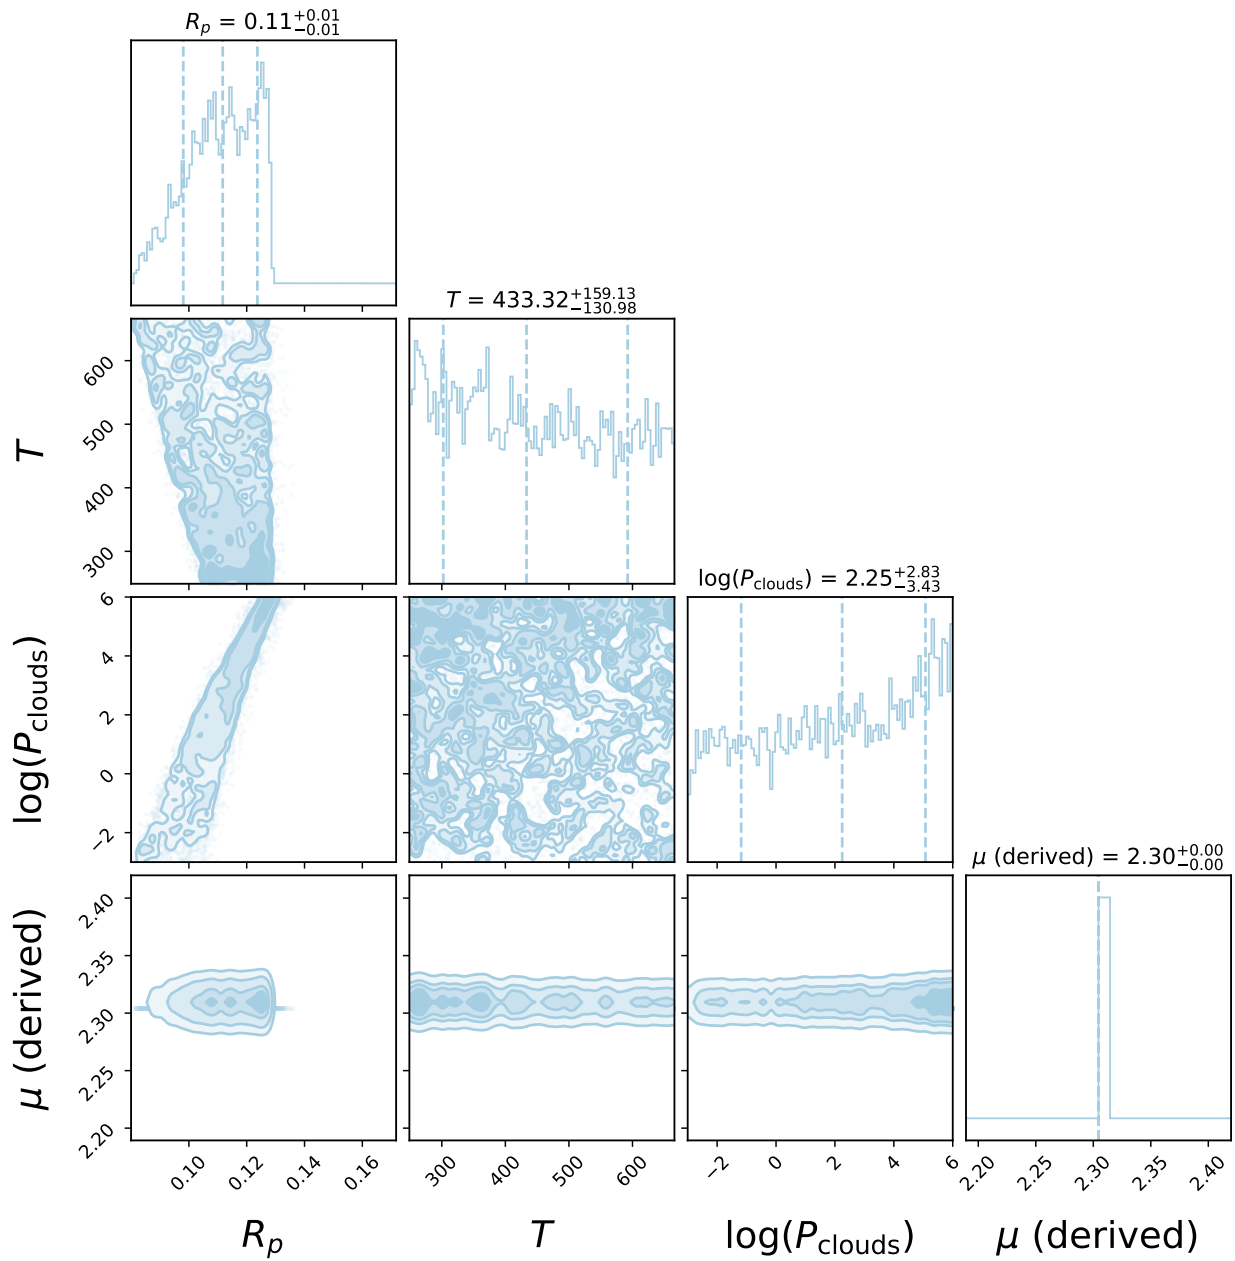 R_p = 0.11^{+0.01}_{−0.01}
T = 433.32^{+159.13}_{−130.98}
600
500
400
300
T
log(P_clouds) = 2.25^{+2.83}_{−3.43}
6
4
2
0
−2
log(P_clouds)
μ (derived) = 2.30^{+0.00}_{−0.00}
2.40
2.35
2.30
2.25
2.20
μ (derived)
0.10 0.12 0.14 0.16
300 400 500 600
−2 0 2 4 6
2.20 2.25 2.30 2.35 2.40
R_p
T
log(P_clouds)
μ (derived)